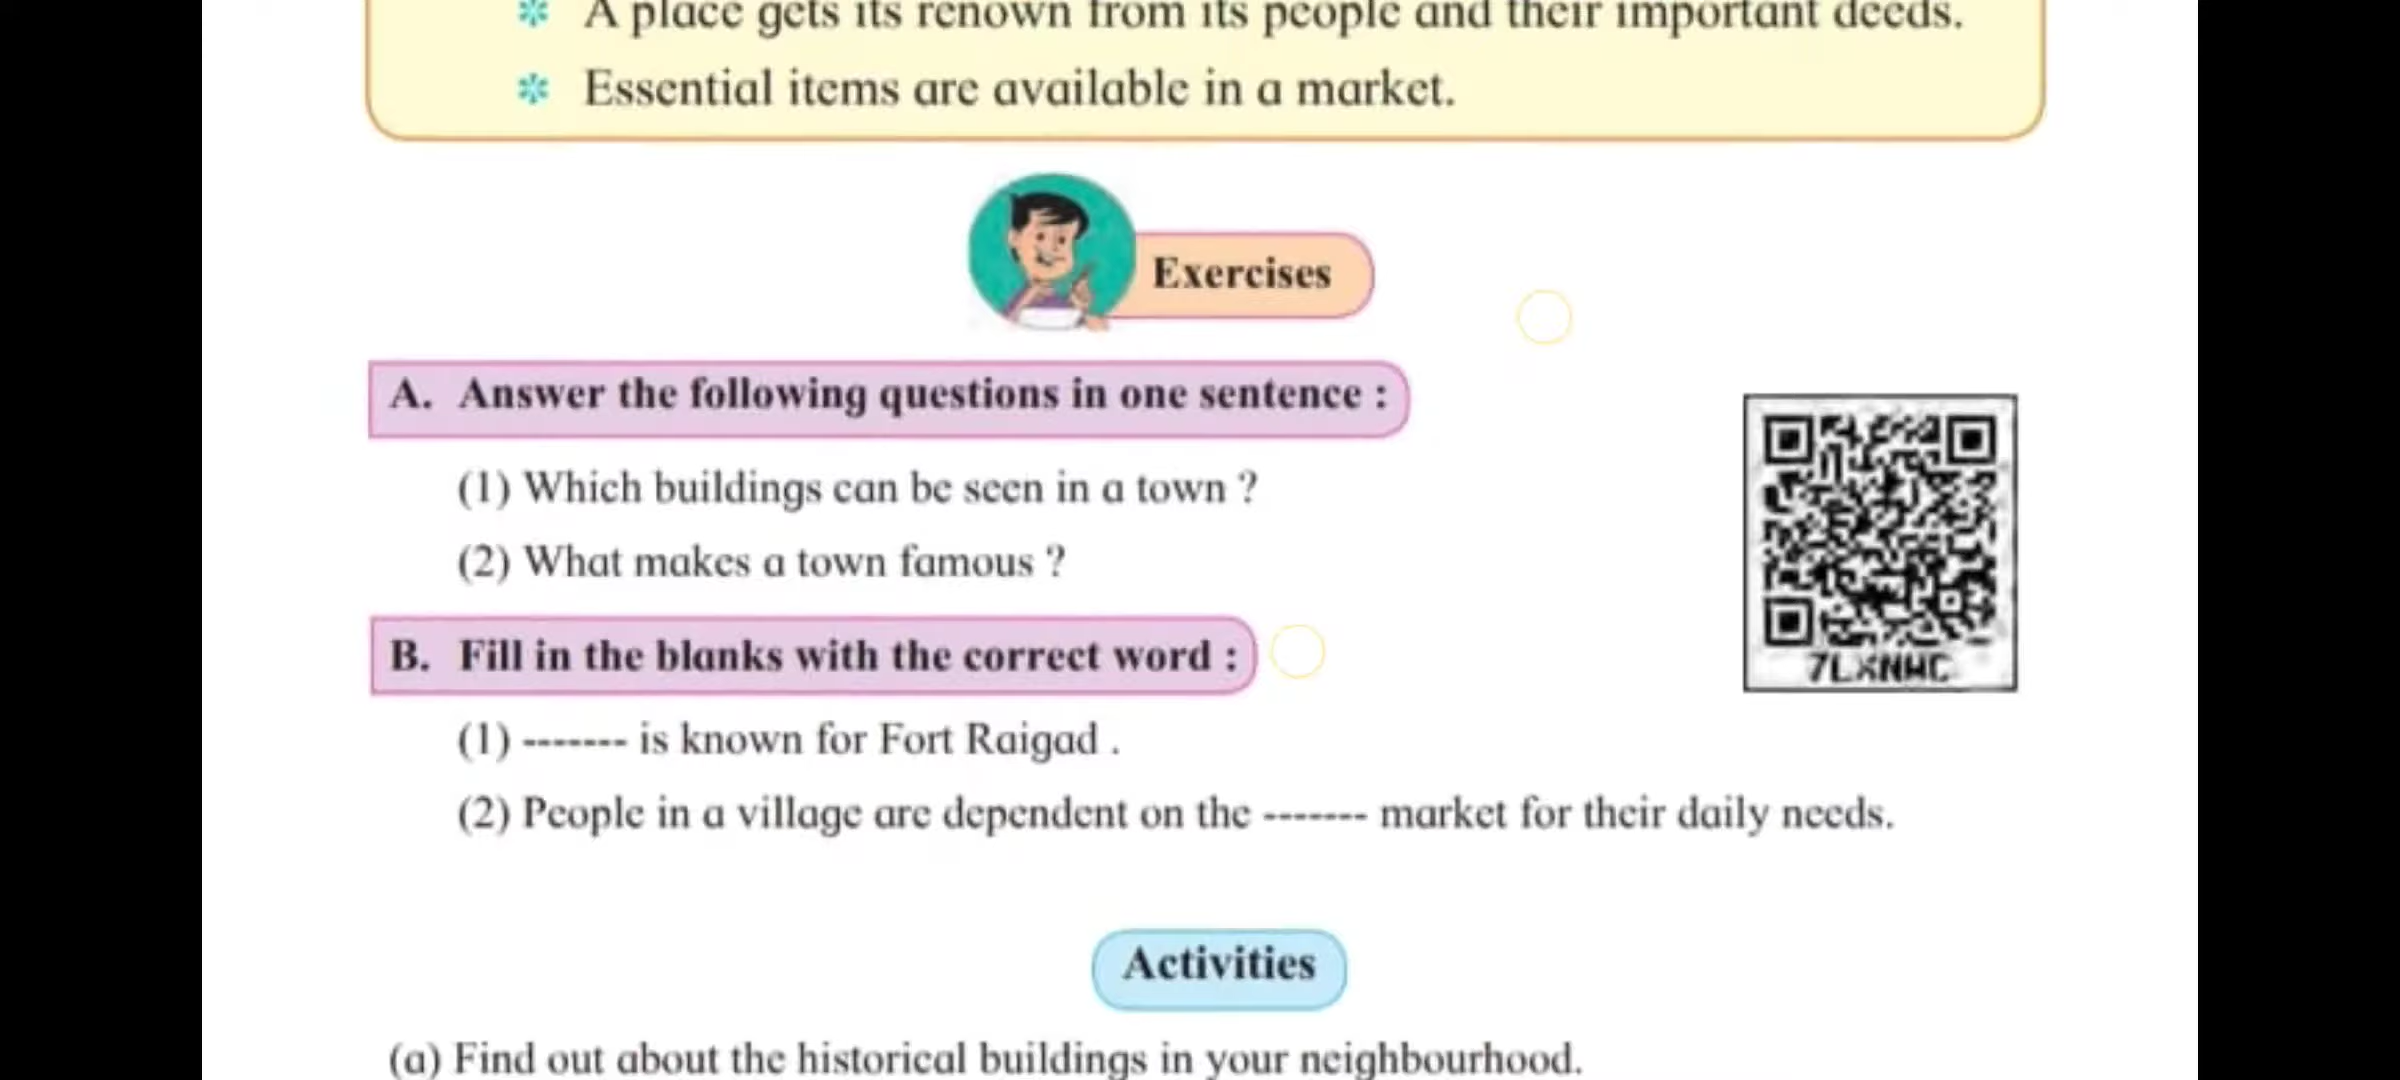 * A place gets its renown from its people and their important deeds.
* Essential items are available in a market.
Exercises
A. Answer the following questions in one sentence :
(1) Which buildings can be seen in a town ?
(2) What makes a town famous ?
7LXNHC
B. Fill in the blanks with the correct word :
(1) ------- is known for Fort Raigad .
(2) People in a village are dependent on the ------- market for their daily needs.
Activities
(a) Find out about the historical buildings in your neighbourhood.